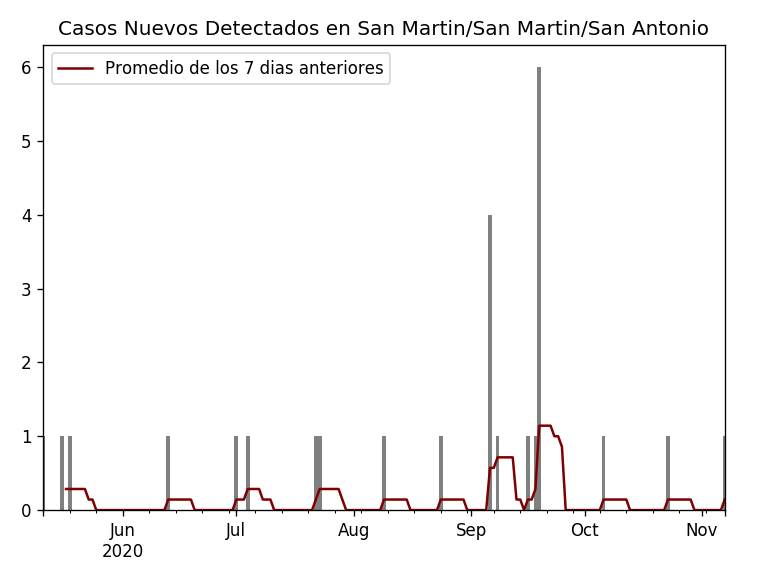 Casos Nuevos Detectados en San Martin/San Martin/San Antonio
Promedio de los 7 dias anteriores
6
5
4
3
2
1
0
Jun Jul Aug Sep Oct Nov
2020